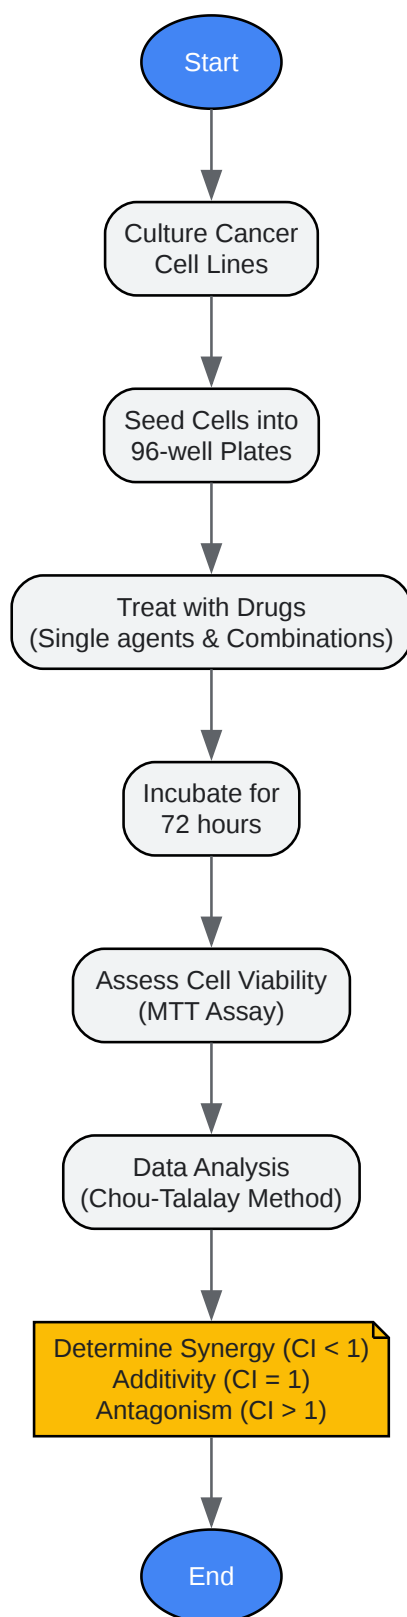 Start
Culture Cancer
Cell Lines
Seed Cells into
96-well Plates
Treat with Drugs
(Single agents & Combinations)
Incubate for
72 hours
Assess Cell Viability
(MTT Assay)
Data Analysis
(Chou-Talalay Method)
Determine Synergy (CI < 1)
Additivity (CI = 1)
Antagonism (CI > 1)
End